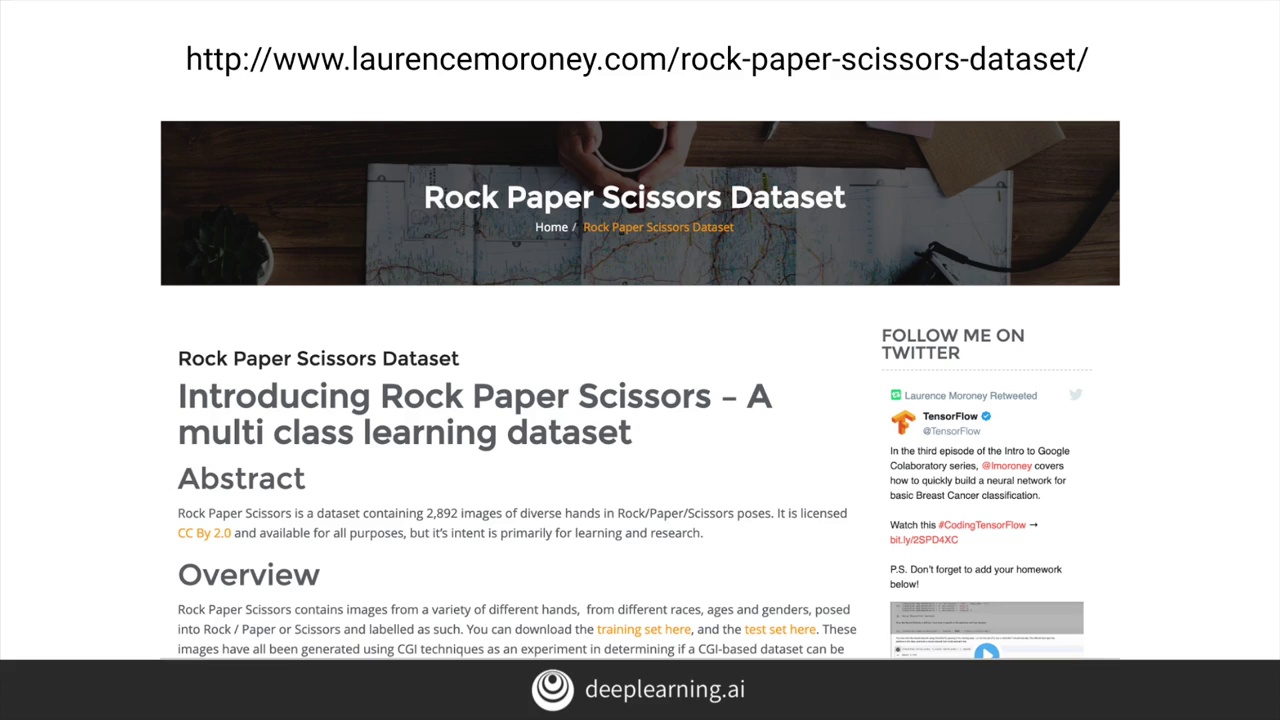 http://www.laurencemoroney.com/rock-paper-scissors-dataset/
Rock Paper Scissors Dataset
Home / Rock Paper Scissors Dataset
Rock Paper Scissors Dataset
Introducing Rock Paper Scissors – A
multi class learning dataset
Abstract
Rock Paper Scissors is a dataset containing 2,892 images of diverse hands in Rock/Paper/Scissors poses. It is licensed
CC By 2.0 and available for all purposes, but it's intent is primarily for learning and research.
Overview
Rock Paper Scissors contains images from a variety of different hands, from different races, ages and genders, posed
into Rock / Paper or Scissors and labelled as such. You can download the training set here, and the test set here. These
images have all been generated using CGI techniques as an experiment in determining if a CGI-based dataset can be
FOLLOW ME ON
TWITTER
Laurence Moroney Retweeted
TensorFlow
@TensorFlow
In the third episode of the Intro to Google
Colaboratory series, @lmoroney covers
how to quickly build a neural network for
basic Breast Cancer classification.
Watch this #CodingTensorFlow →
bit.ly/2SPD4XC
P.S. Don't forget to add your homework
below!
deeplearning.ai